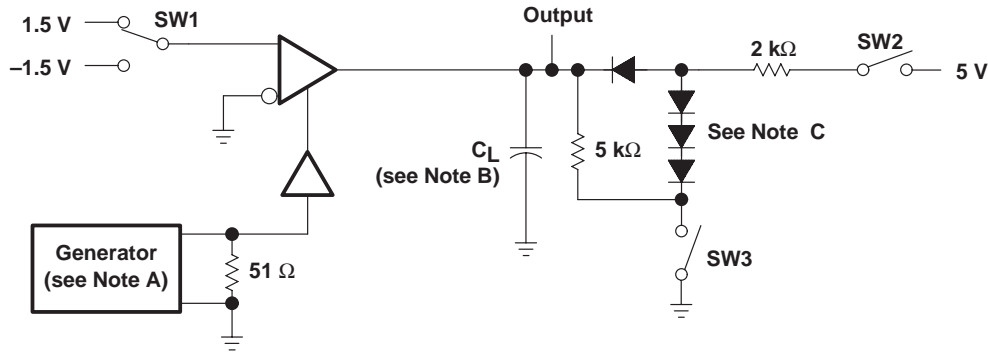 1.5 V
SW1
–1.5 V
Output
2 kΩ
SW2
5 V
See Note C
5 kΩ
CL
(see Note B)
SW3
Generator
(see Note A)
51 Ω